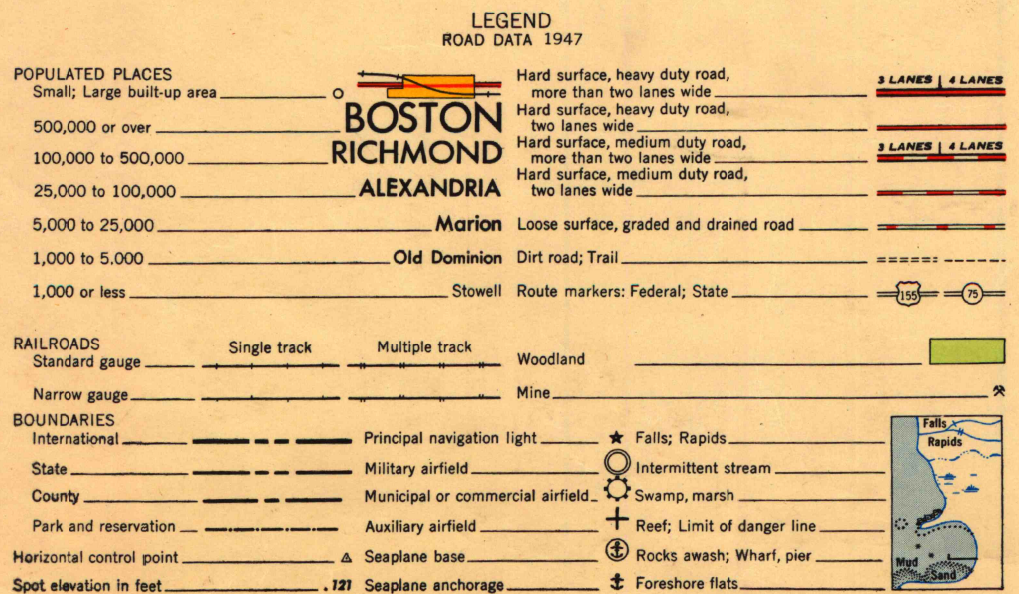 LEGEND
ROAD DATA 1947
POPULATED PLACES
Small; Large built-up area
500,000 or over BOSTON
100,000 to 500,000 RICHMOND
25,000 to 100,000 ALEXANDRIA
5,000 to 25,000 Marion
1,000 to 5.000 Old Dominion
1,000 or less Stowell
Hard surface, heavy duty road,
more than two lanes wide 3 LANES 4 LANES
Hard surface, heavy duty road,
two lanes wide
Hard surface, medium duty road,
more than two lanes wide 3 LANES 4 LANES
Hard surface, medium duty road,
two lanes wide
Loose surface, graded and drained road
Dirt road; Trail
Route markers: Federal; State 155 75
RAILROADS
Single track Multiple track
Standard gauge
Narrow gauge
Woodland
Mine
BOUNDARIES
International
State
County
Park and reservation
Horizontal control point
Spot elevation in feet .121
Principal navigation light
Military airfield
Municipal or commercial airfield
Auxiliary airfield
Seaplane base
Seaplane anchorage
Falls; Rapids
Intermittent stream
Swamp, marsh
Reef; Limit of danger line
Rocks awash; Wharf, pier
Foreshore flats
Falls
Rapids
Mud
Sand